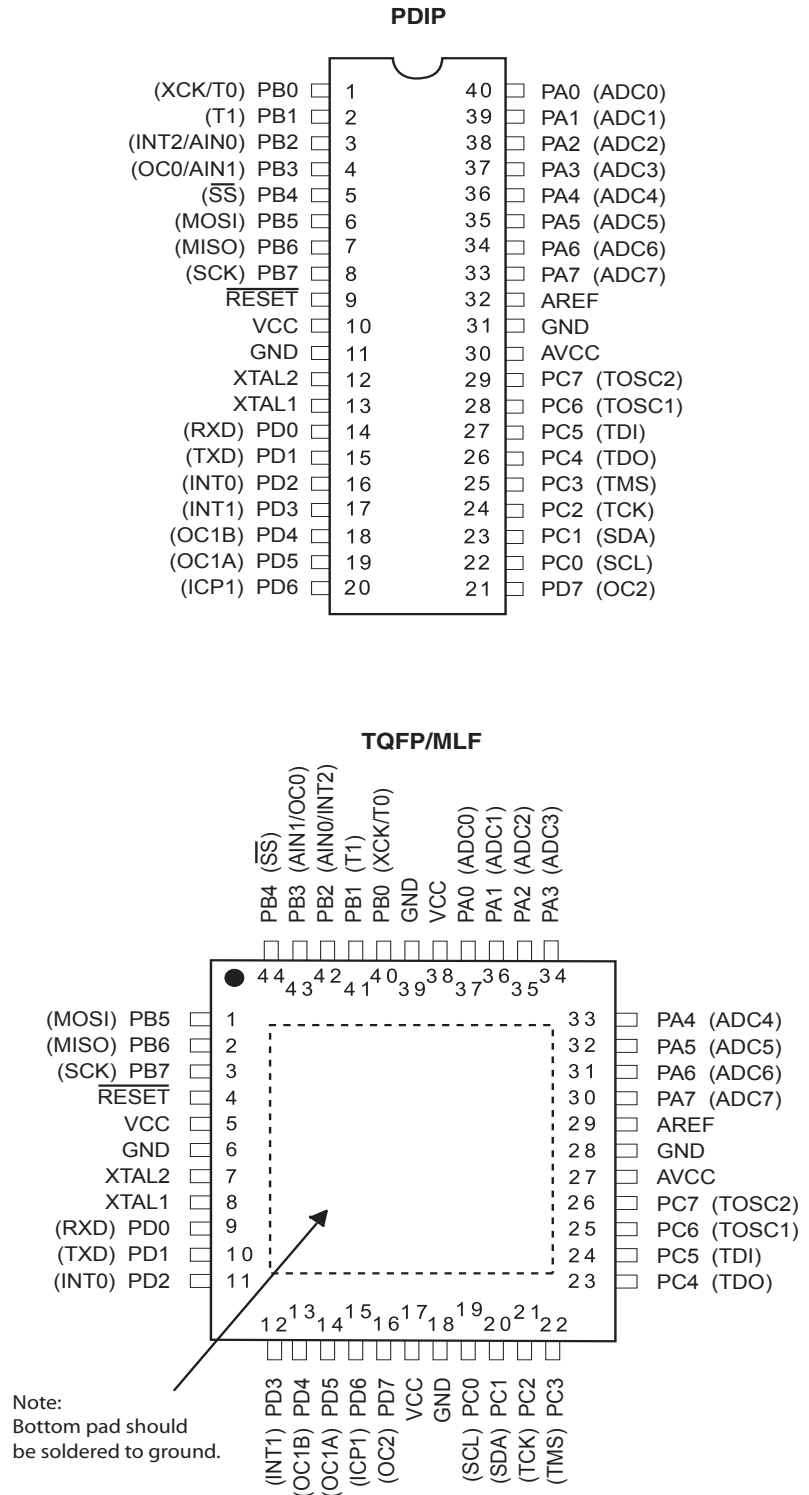 PDIP
(XCK/T0) PB0 1 40 PA0 (ADC0)
(T1) PB1 2 39 PA1 (ADC1)
(INT2/AIN0) PB2 3 38 PA2 (ADC2)
(OC0/AIN1) PB3 4 37 PA3 (ADC3)
(S̅S̅) PB4 5 36 PA4 (ADC4)
(MOSI) PB5 6 35 PA5 (ADC5)
(MISO) PB6 7 34 PA6 (ADC6)
(SCK) PB7 8 33 PA7 (ADC7)
R̅E̅S̅E̅T̅ 9 32 AREF
VCC 10 31 GND
GND 11 30 AVCC
XTAL2 12 29 PC7 (TOSC2)
XTAL1 13 28 PC6 (TOSC1)
(RXD) PD0 14 27 PC5 (TDI)
(TXD) PD1 15 26 PC4 (TDO)
(INT0) PD2 16 25 PC3 (TMS)
(INT1) PD3 17 24 PC2 (TCK)
(OC1B) PD4 18 23 PC1 (SDA)
(OC1A) PD5 19 22 PC0 (SCL)
(ICP1) PD6 20 21 PD7 (OC2)
TQFP/MLF
PB4 (S̅S̅)
PB3 (AIN1/OC0)
PB2 (AIN0/INT2)
PB1 (T1)
PB0 (XCK/T0)
GND
VCC
PA0 (ADC0)
PA1 (ADC1)
PA2 (ADC2)
PA3 (ADC3)
44 43 42 41 40 39 38 37 36 35 34
(MOSI) PB5 1 33 PA4 (ADC4)
(MISO) PB6 2 32 PA5 (ADC5)
(SCK) PB7 3 31 PA6 (ADC6)
R̅E̅S̅E̅T̅ 4 30 PA7 (ADC7)
VCC 5 29 AREF
GND 6 28 GND
XTAL2 7 27 AVCC
XTAL1 8 26 PC7 (TOSC2)
(RXD) PD0 9 25 PC6 (TOSC1)
(TXD) PD1 10 24 PC5 (TDI)
(INT0) PD2 11 23 PC4 (TDO)
12 13 14 15 16 17 18 19 20 21 22
(INT1) PD3
(OC1B) PD4
(OC1A) PD5
(ICP1) PD6
(OC2) PD7
VCC
GND
(SCL) PC0
(SDA) PC1
(TCK) PC2
(TMS) PC3
Note:
Bottom pad should
be soldered to ground.